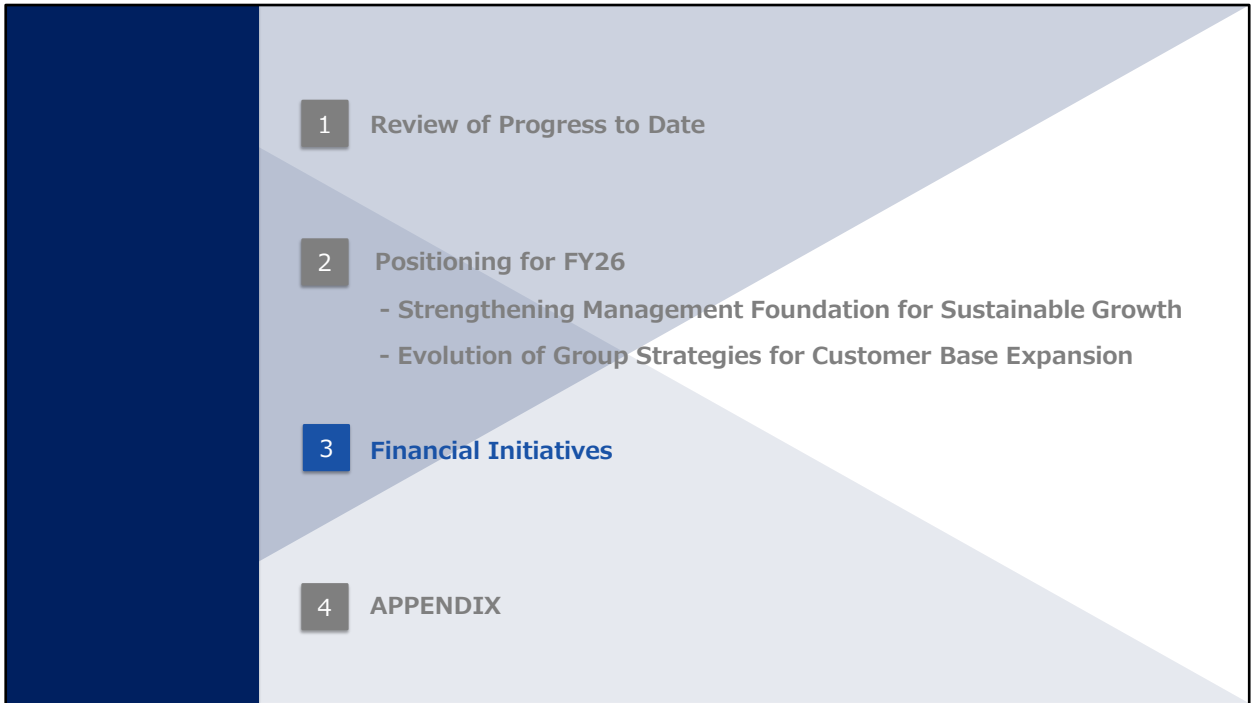 1 Review of Progress to Date
2 Positioning for FY26
- Strengthening Management Foundation for Sustainable Growth
- Evolution of Group Strategies for Customer Base Expansion
3 Financial Initiatives
4 APPENDIX